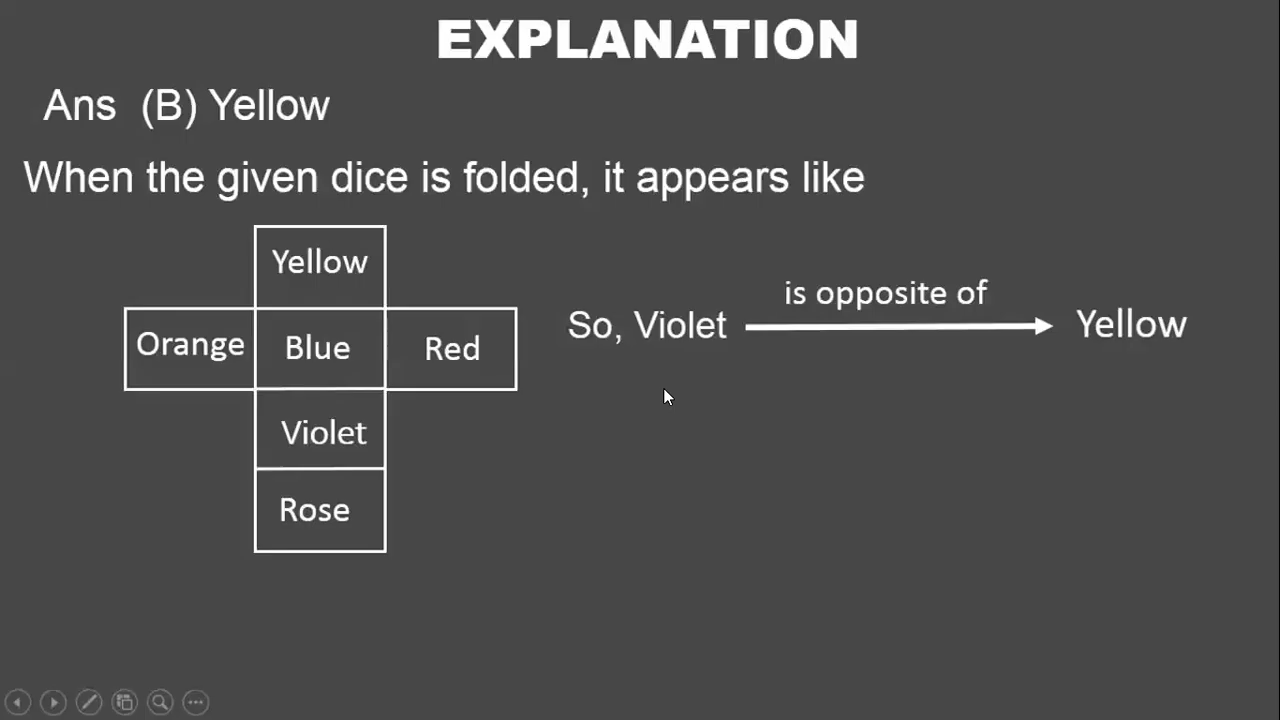 EXPLANATION
Ans (B) Yellow
When the given dice is folded, it appears like
Yellow
Orange Blue Red
Violet
Rose
is opposite of
So, Violet Yellow